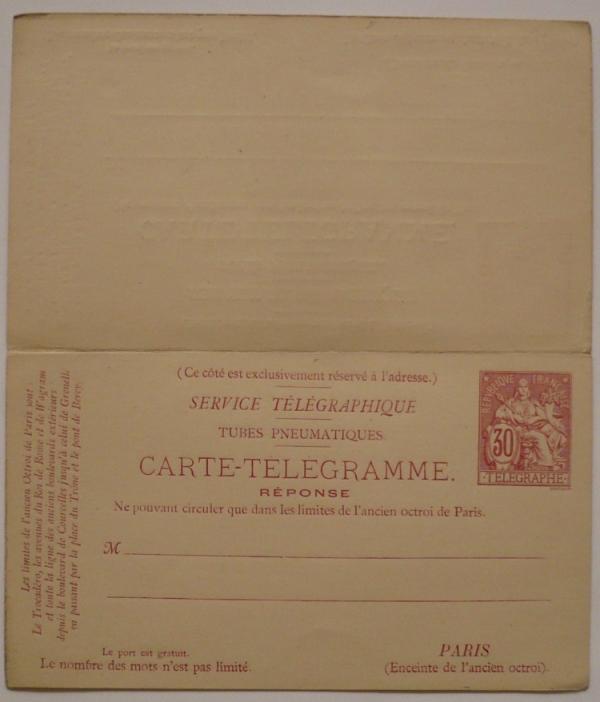 (Ce côté est exclusivement réservé à l'adresse.)
SERVICE TÉLÉGRAPHIQUE
TUBES PNEUMATIQUES
CARTE-TÉLÉGRAMME.
RÉPONSE
Ne pouvant circuler que dans les limites de l'ancien octroi de Paris.
RÉPUBLIQUE FRANÇAISE
30
TÉLÉGRAPHE
M
Le port est gratuit.
Le nombre des mots n'est pas limité.
PARIS
(Enceinte de l'ancien octroi).
Les limites de l'ancien Octroi de Paris sont :
Le Trocadéro, les avenues du Roi de Rome et de Wagram
et toute la ligne des anciens boulevards extérieurs
depuis le boulevard de Courcelles jusqu'à celui de Grenelle
en passant par la place du Trône et le pont de Bercy.